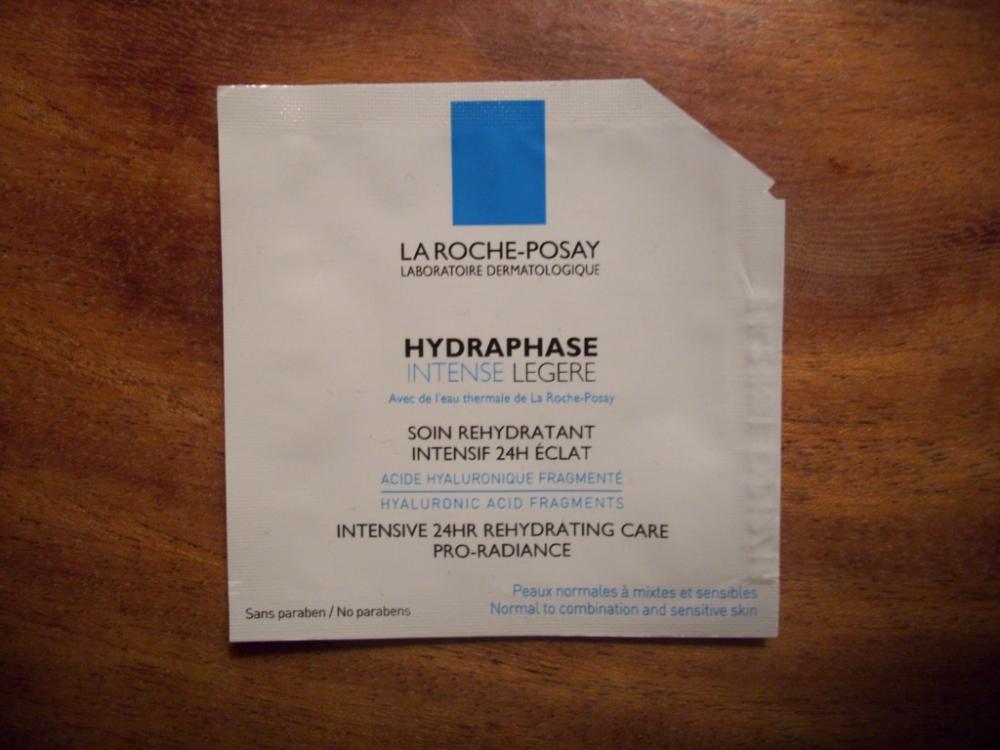 LA ROCHE-POSAY
LABORATOIRE DERMATOLOGIQUE
HYDRAPHASE
INTENSE LEGERE
Avec de l'eau thermale de La Roche-Posay
SOIN REHYDRATANT
INTENSIF 24H ÉCLAT
ACIDE HYALURONIQUE FRAGMENTÉ
HYALURONIC ACID FRAGMENTS
INTENSIVE 24HR REHYDRATING CARE
PRO-RADIANCE
Peaux normales à mixtes et sensibles
Normal to combination and sensitive skin
Sans paraben / No parabens